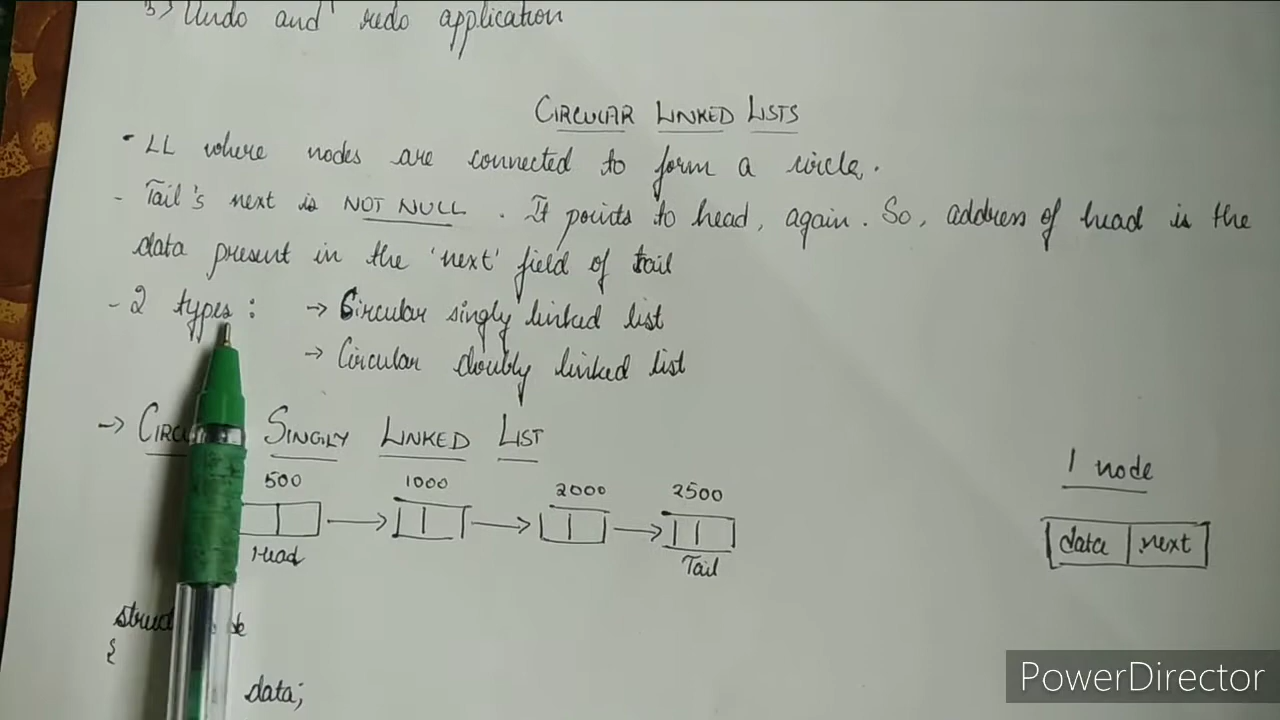 3> Undo and redo application
CIRCULAR LINKED LISTS
- LL where nodes are connected to form a circle.
- Tail's next is NOT NULL. It points to head, again. So, address of head is the
data present in the 'next' field of tail
- 2 types: -> Circular singly linked list
-> Circular doubly linked list
-> SINGLY LINKED LIST
500 1000 2000 2500
Head Tail
1 node
data next
{
data;
PowerDirector